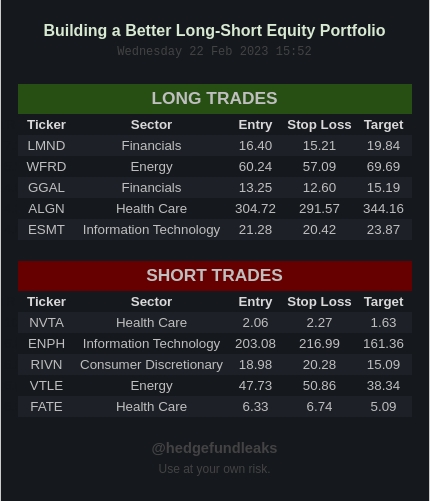 Building a Better Long-Short Equity Portfolio
Wednesday 22 Feb 2023 15:52
LONG TRADES
Ticker Sector Entry Stop Loss Target
LMND Financials 16.40 15.21 19.84
WFRD Energy 60.24 57.09 69.69
GGAL Financials 13.25 12.60 15.19
ALGN Health Care 304.72 291.57 344.16
ESMT Information Technology 21.28 20.42 23.87
SHORT TRADES
Ticker Sector Entry Stop Loss Target
NVTA Health Care 2.06 2.27 1.63
ENPH Information Technology 203.08 216.99 161.36
RIVN Consumer Discretionary 18.98 20.28 15.09
VTLE Energy 47.73 50.86 38.34
FATE Health Care 6.33 6.74 5.09
@hedgefundleaks
Use at your own risk.